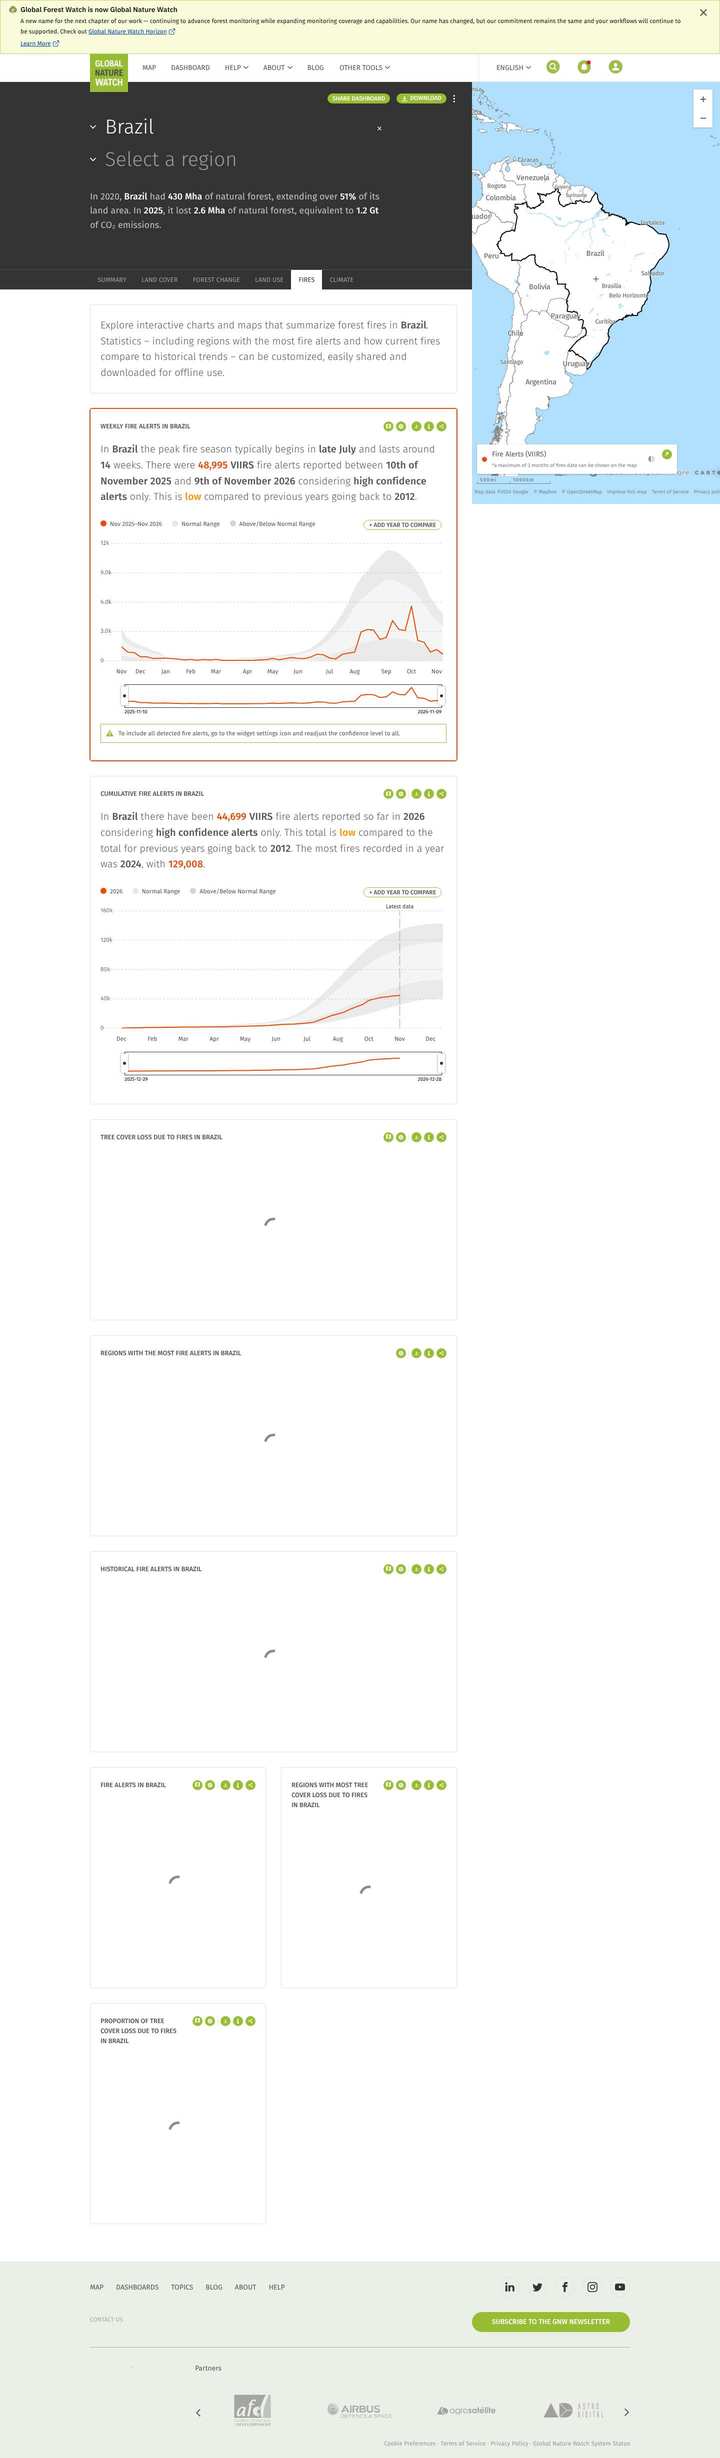 Global Forest Watch is now Global Nature Watch
A new name for the next chapter of our work — continuing to advance forest monitoring while expanding monitoring coverage and capabilities. Our name has changed, but our commitment remains the same and your workflows will continue to
be supported. Check out Global Nature Watch Horizon
Learn More
GLOBAL
NATURE
WATCH
MAP DASHBOARD HELP ABOUT BLOG OTHER TOOLS ENGLISH
SHARE DASHBOARD DOWNLOAD
Brazil
Select a region
In 2020, Brazil had 430 Mha of natural forest, extending over 51% of its
land area. In 2025, it lost 2.6 Mha of natural forest, equivalent to 1.2 Gt
of CO₂ emissions.
SUMMARY LAND COVER FOREST CHANGE LAND USE FIRES CLIMATE
Caracas
Venezuela
Bogota
Colombia
uador
Fortaleza
Peru
Brazil
Salvador
Bolivia
Brasília
Belo Horizonte
Paraguay
Curitiba
Chile
Santiago
Uruguay
Argentina
Fire Alerts (VIIRS)
Explore interactive charts and maps that summarize forest fires in Brazil.
Statistics – including regions with the most fire alerts and how current fires
compare to historical trends – can be customized, easily shared and
downloaded for offline use.
WEEKLY FIRE ALERTS IN BRAZIL
In Brazil the peak fire season typically begins in late July and lasts around
14 weeks. There were 48,995 VIIRS fire alerts reported between 10th of
November 2025 and 9th of November 2026 considering high confidence
alerts only. This is low compared to previous years going back to 2012.
Nov 2025–Nov 2026 Normal Range Above/Below Normal Range + ADD YEAR TO COMPARE
12k
9.0k
6.0k
3.0k
0
Nov Dec Jan Feb Mar Apr May Jun Jul Aug Sep Oct Nov
2025-11-10 2026-11-09
To include all detected fire alerts, go to the widget settings icon and readjust the confidence level to all.
CUMULATIVE FIRE ALERTS IN BRAZIL
In Brazil there have been 44,699 VIIRS fire alerts reported so far in 2026
considering high confidence alerts only. This total is low compared to the
total for previous years going back to 2012. The most fires recorded in a year
was 2024, with 129,008.
2026 Normal Range Above/Below Normal Range + ADD YEAR TO COMPARE
Latest data
160k
120k
80k
40k
0
Dec Feb Mar Apr May Jun Jul Aug Oct Nov Dec
2025-12-29 2026-12-28
TREE COVER LOSS DUE TO FIRES IN BRAZIL
REGIONS WITH THE MOST FIRE ALERTS IN BRAZIL
HISTORICAL FIRE ALERTS IN BRAZIL
FIRE ALERTS IN BRAZIL
REGIONS WITH MOST TREE
COVER LOSS DUE TO FIRES
IN BRAZIL
PROPORTION OF TREE
COVER LOSS DUE TO FIRES
IN BRAZIL
MAP DASHBOARDS TOPICS BLOG ABOUT HELP
CONTACT US
SUBSCRIBE TO THE GNW NEWSLETTER
Partners
afd
AIRBUS
DEFENCE & SPACE
agrosatélite
ASTRO
DIGITAL
Cookie Preferences · Terms of Service · Privacy Policy · Global Nature Watch System Status